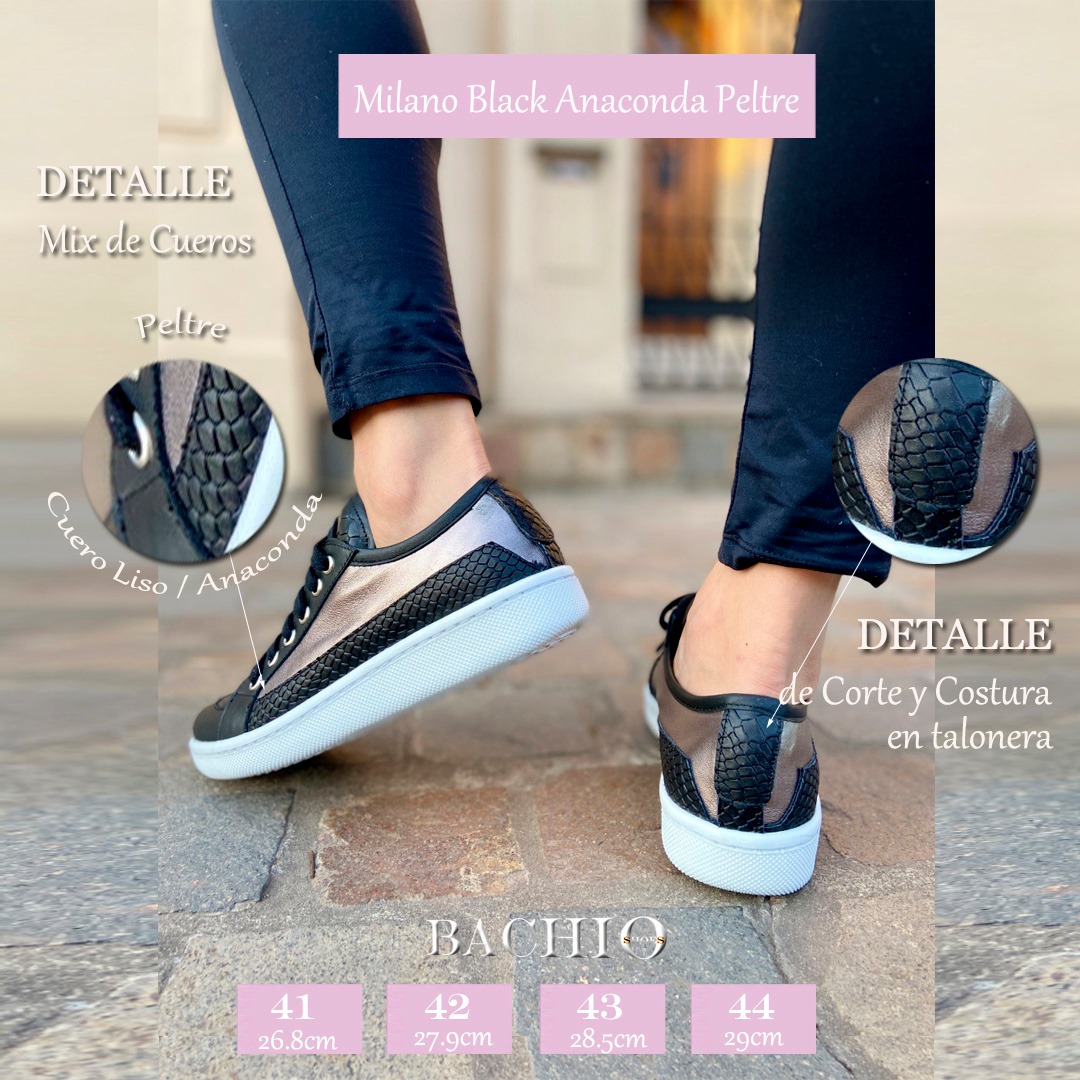 Milano Black Anaconda Peltre
DETALLE
Mix de Cueros
Peltre
Cuero Liso / Anaconda
DETALLE
de Corte y Costura
en talonera
BACHIO
SHOES
41
26.8cm
42
27.9cm
43
28.5cm
44
29cm